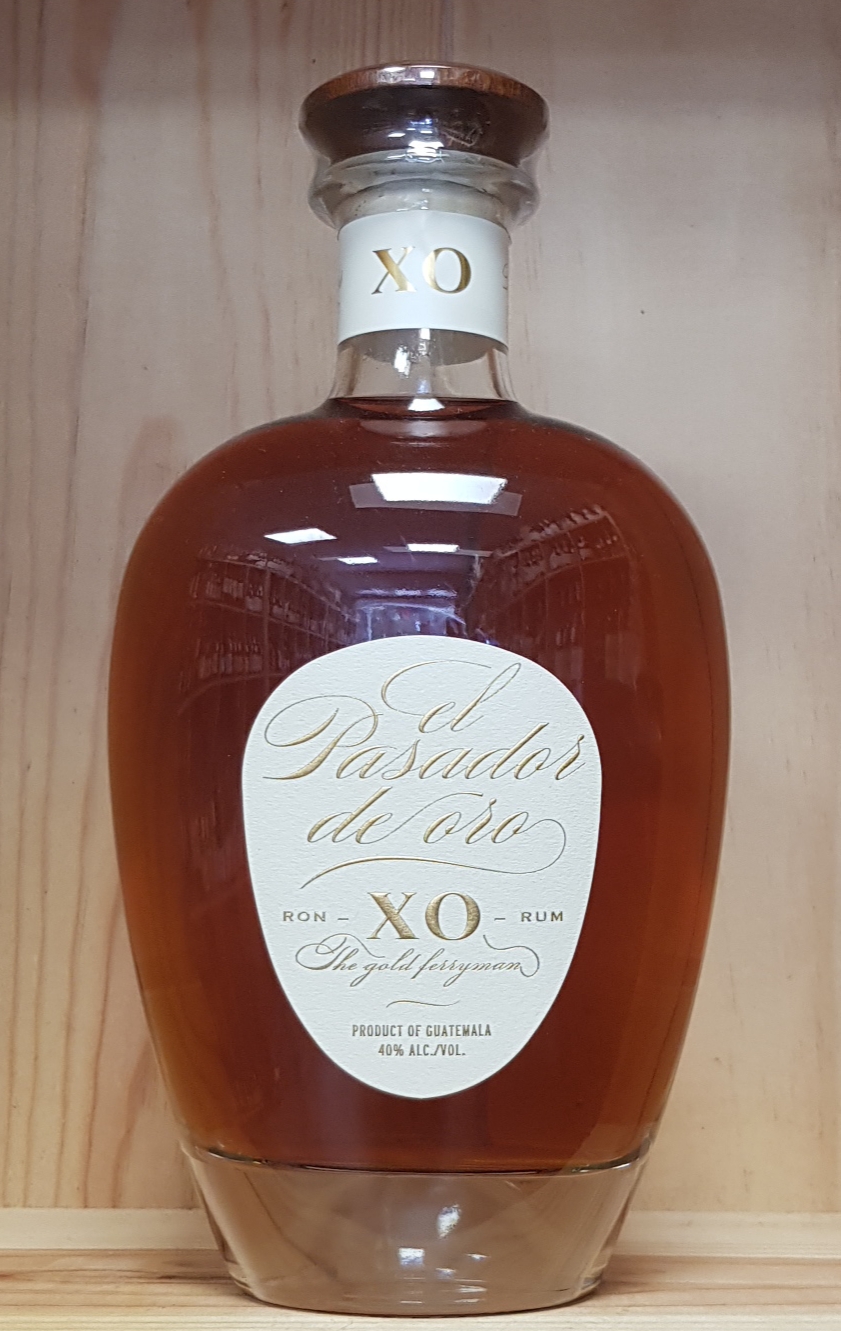 XO
el
Pasador
de oro
RON - XO - RUM
The gold ferryman
PRODUCT OF GUATEMALA
40% ALC./VOL.